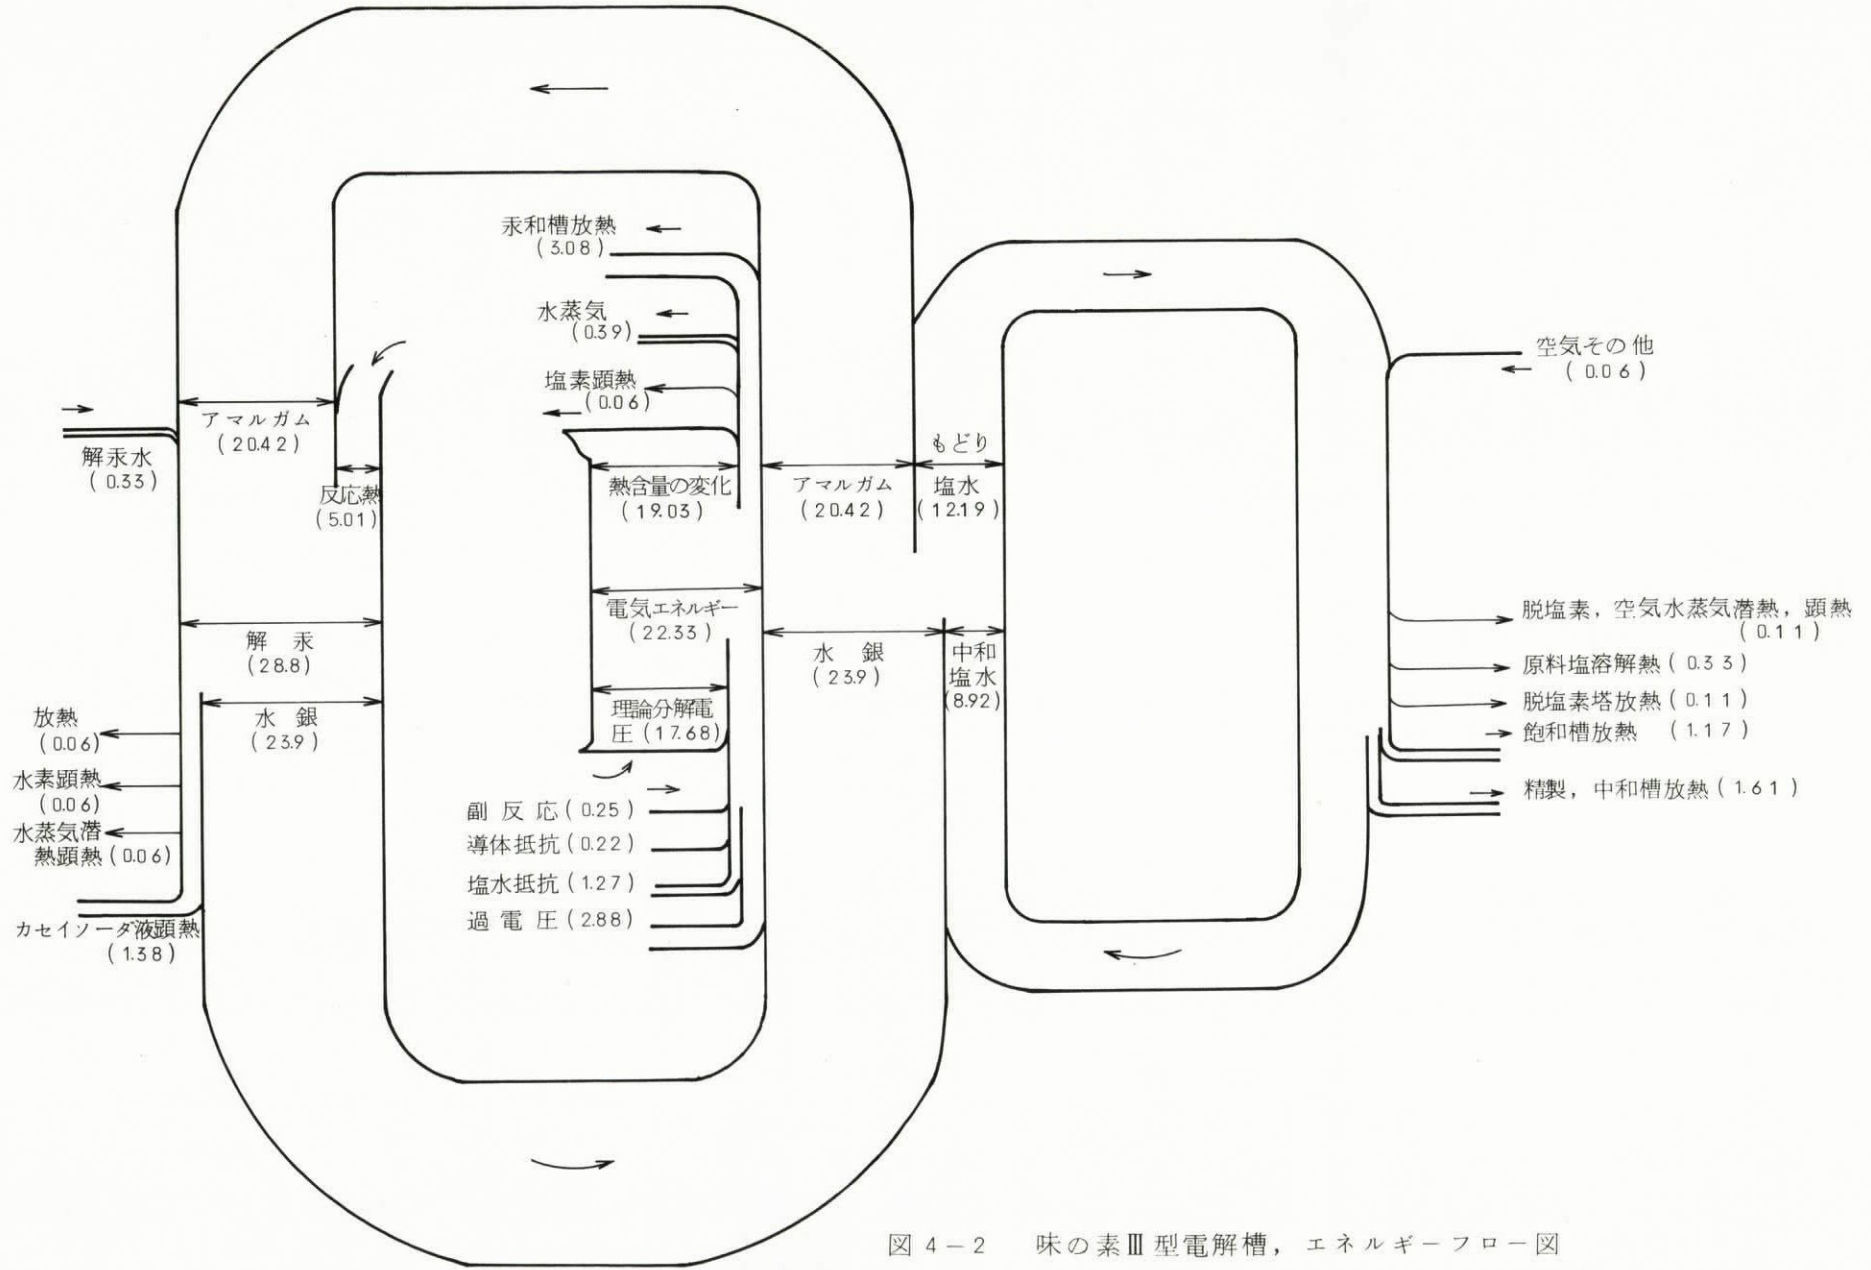 汞和槽放熱
(3.08)
水蒸気
(0.39)
塩素顕熱
(0.06)
空気その他
(0.06)
アマルガム
(20.42)
解汞水
(0.33)
反応熱
(5.01)
熱含量の変化
(19.03)
アマルガム
(20.42)
もどり
塩水
(12.19)
電気エネルギー
(22.33)
解 汞
(28.8)
水 銀
(23.9)
中和
塩水
(8.92)
水 銀
(23.9)
理論分解電
圧(17.68)
放熱
(0.06)
水素顕熱
(0.06)
水蒸気潜
熱顕熱(0.06)
カセイソーダ液顕熱
(1.38)
副反応(0.25)
導体抵抗(0.22)
塩水抵抗(1.27)
過電圧(2.88)
脱塩素,空気水蒸気潜熱,顕熱
(0.11)
原料塩溶解熱(0.33)
脱塩素塔放熱(0.11)
飽和槽放熱 (1.17)
精製,中和槽放熱(1.61)
図4-2 味の素Ⅲ型電解槽,エネルギーフロー図